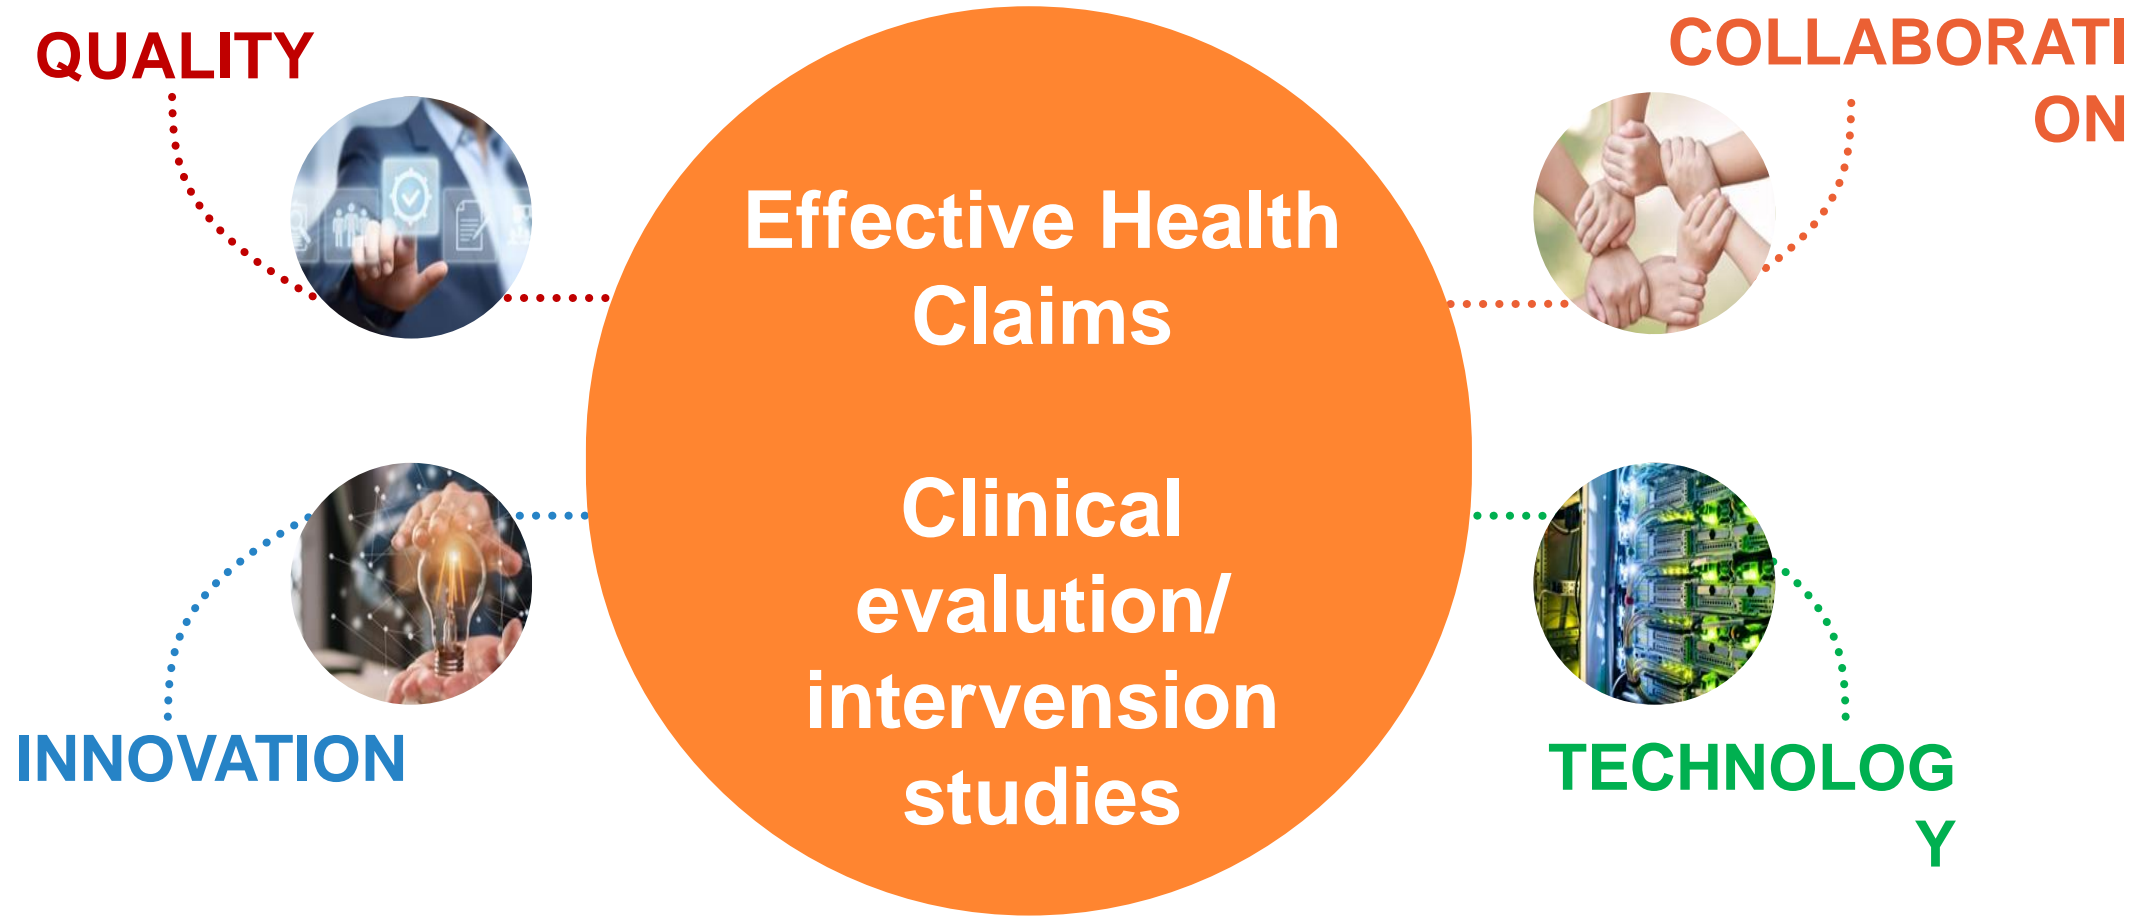 QUALITY
COLLABORATI
ON
Effective Health
Claims
Clinical
evalution/
intervension
studies
INNOVATION
TECHNOLOG
Y